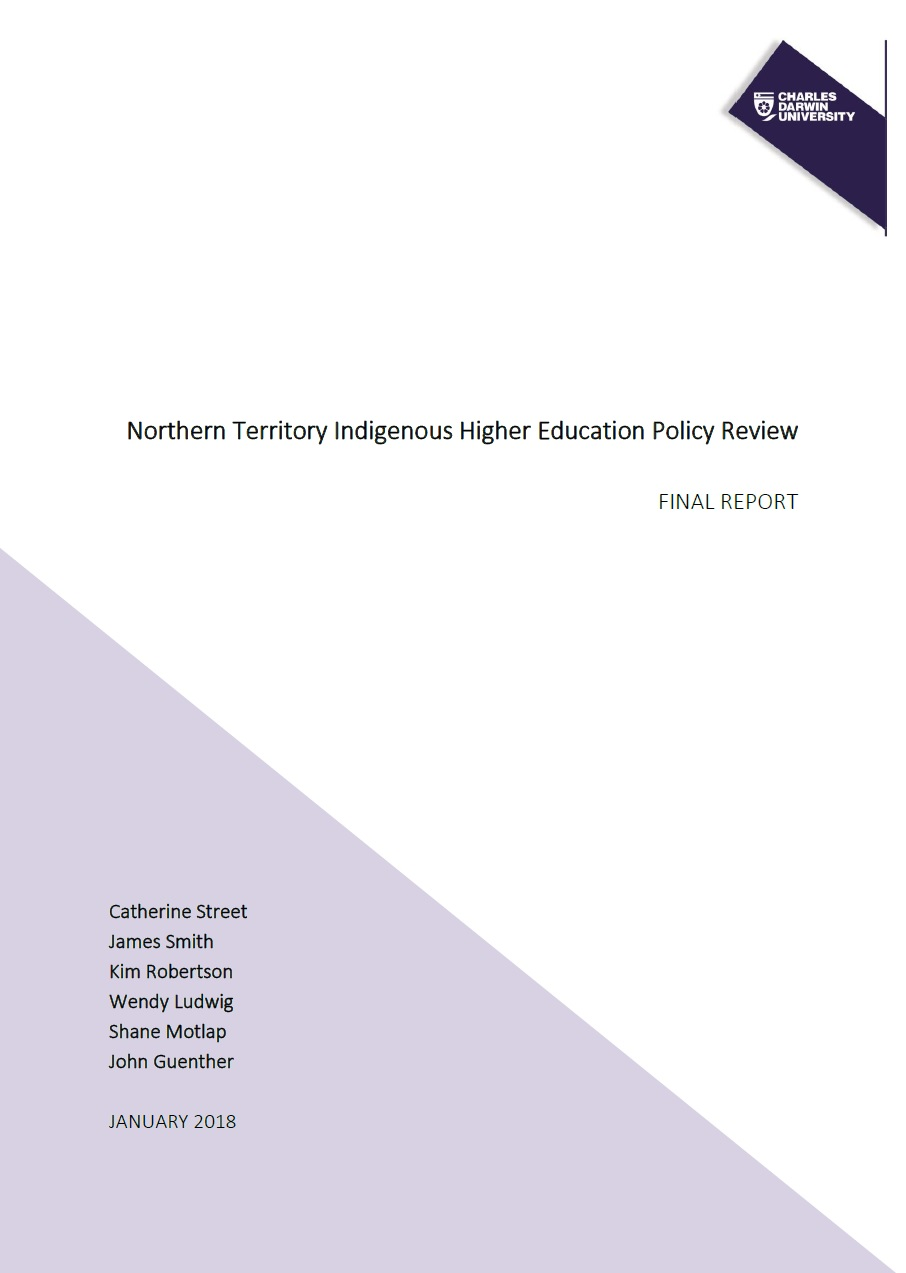 CHARLES
DARWIN
UNIVERSITY
Northern Territory Indigenous Higher Education Policy Review
FINAL REPORT
Catherine Street
James Smith
Kim Robertson
Wendy Ludwig
Shane Motlap
John Guenther
JANUARY 2018